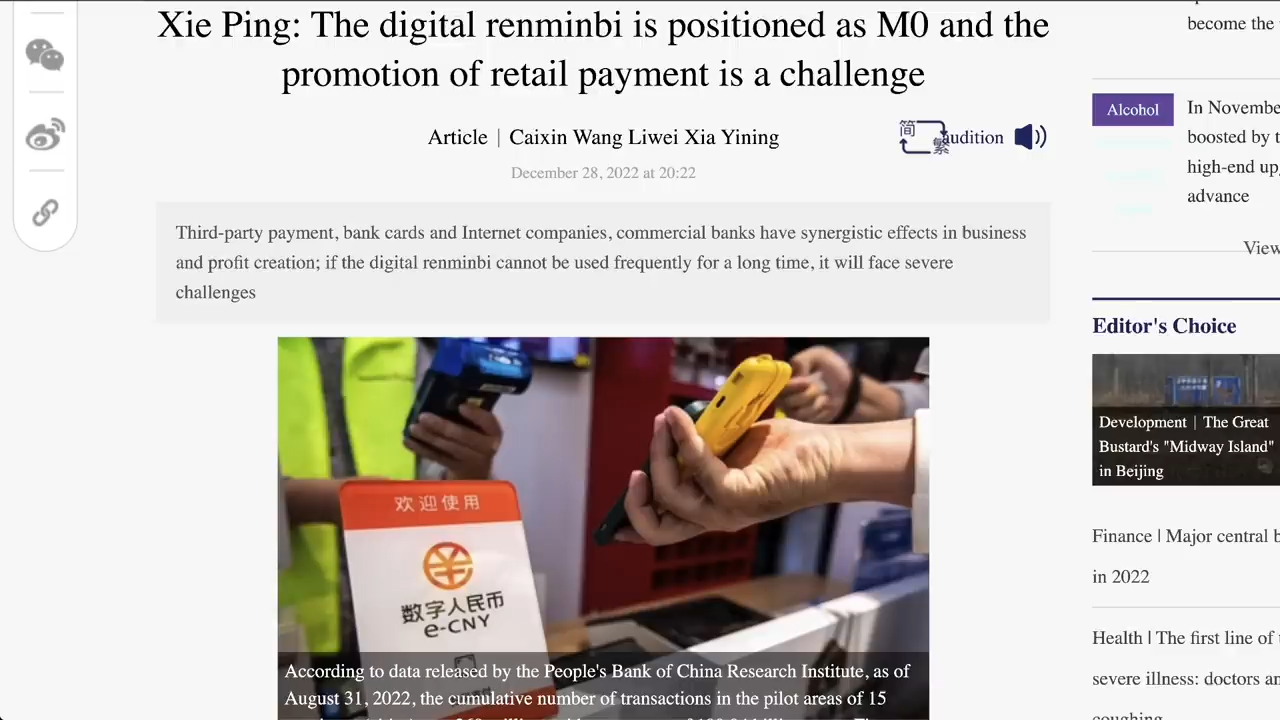 Xie Ping: The digital renminbi is positioned as M0 and the
promotion of retail payment is a challenge
Article | Caixin Wang Liwei Xia Yining
简
繁
audition
December 28, 2022 at 20:22
Third-party payment, bank cards and Internet companies, commercial banks have synergistic effects in business
and profit creation; if the digital renminbi cannot be used frequently for a long time, it will face severe
challenges
欢迎使用
数字人民币
e-CNY
According to data released by the People's Bank of China Research Institute, as of
August 31, 2022, the cumulative number of transactions in the pilot areas of 15
become the
Alcohol
In Novembe
boosted by t
high-end up
advance
View
Editor's Choice
Development | The Great
Bustard's "Midway Island"
in Beijing
Finance | Major central b
in 2022
Health | The first line of
severe illness: doctors an
coughing